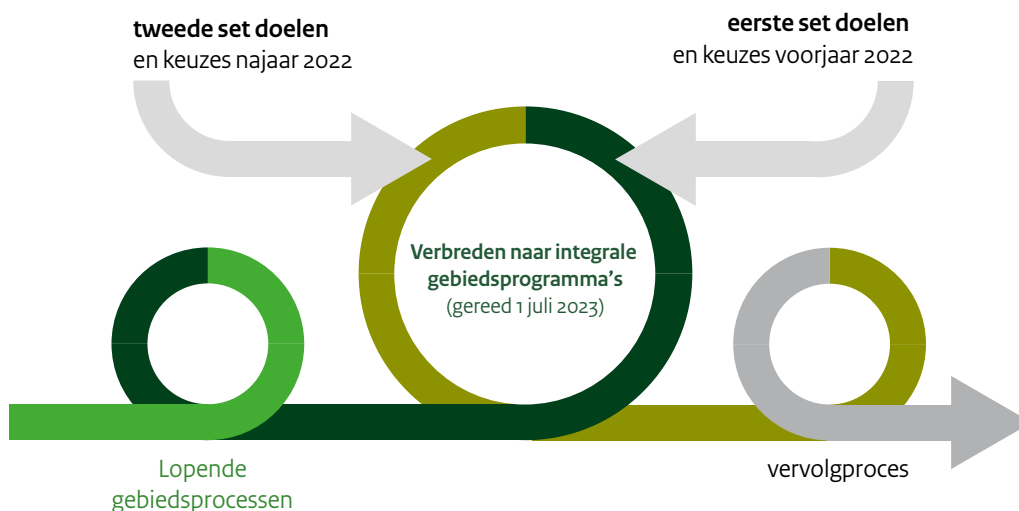 tweede set doelen
en keuzes najaar 2022
eerste set doelen
en keuzes voorjaar 2022
Verbreden naar integrale
gebiedsprogramma's
(gereed 1 juli 2023)
Lopende
gebiedsprocessen
vervolgproces